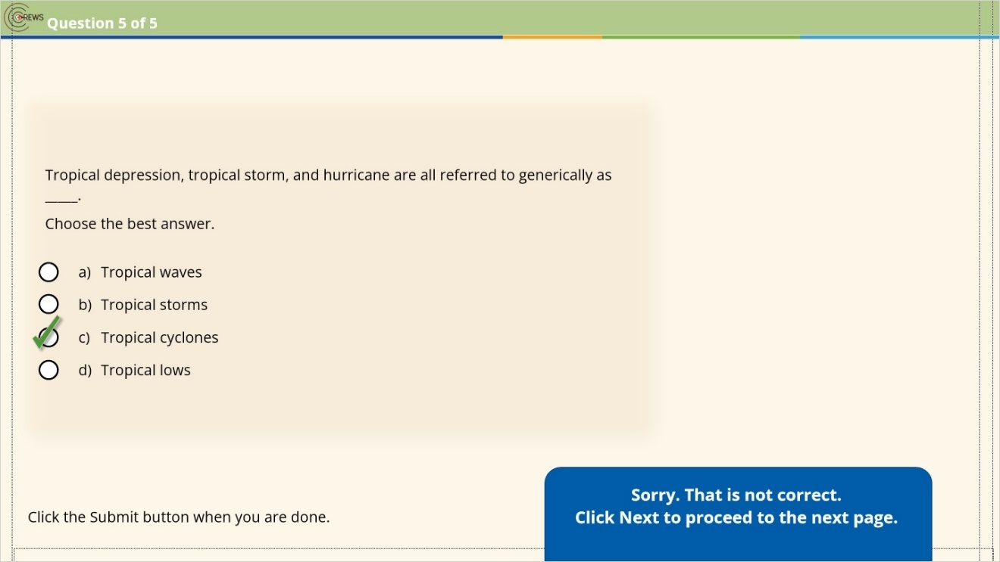 CREWS
Question 5 of 5
Tropical depression, tropical storm, and hurricane are all referred to generically as
_____.
Choose the best answer.
a) Tropical waves
b) Tropical storms
c) Tropical cyclones
d) Tropical lows
Sorry. That is not correct.
Click Next to proceed to the next page.
Click the Submit button when you are done.